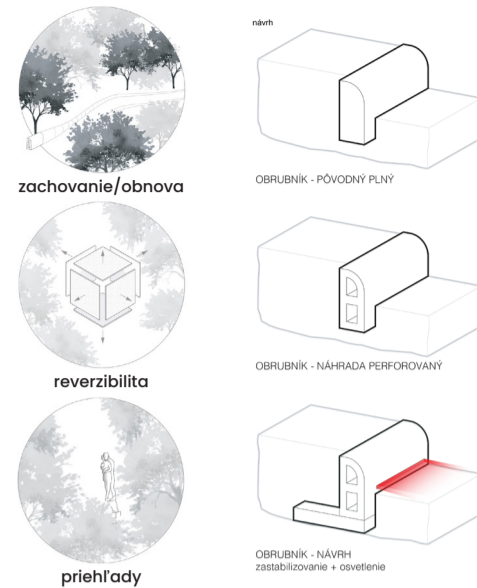 zachovanie/obnova
reverzibilita
priehľady
návrh
OBRUBNÍK - PÔVODNÝ PLNÝ
OBRUBNÍK - NÁHRADA PERFOROVANÝ
OBRUBNÍK - NÁVRH
zastabilizovanie + osvetlenie